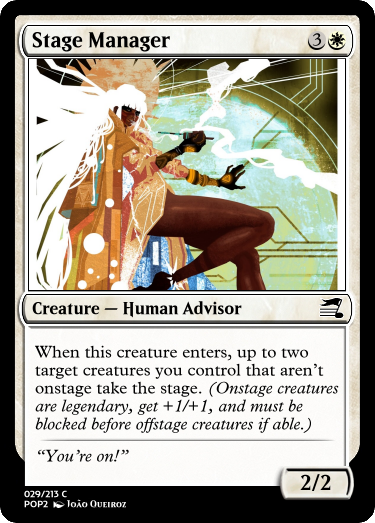 Stage Manager 3
Creature — Human Advisor
When this creature enters, up to two
target creatures you control that aren't
onstage take the stage. (Onstage creatures
are legendary, get +1/+1, and must be
blocked before offstage creatures if able.)
“You're on!”
2/2
029/213 C
POP2 João Queiroz